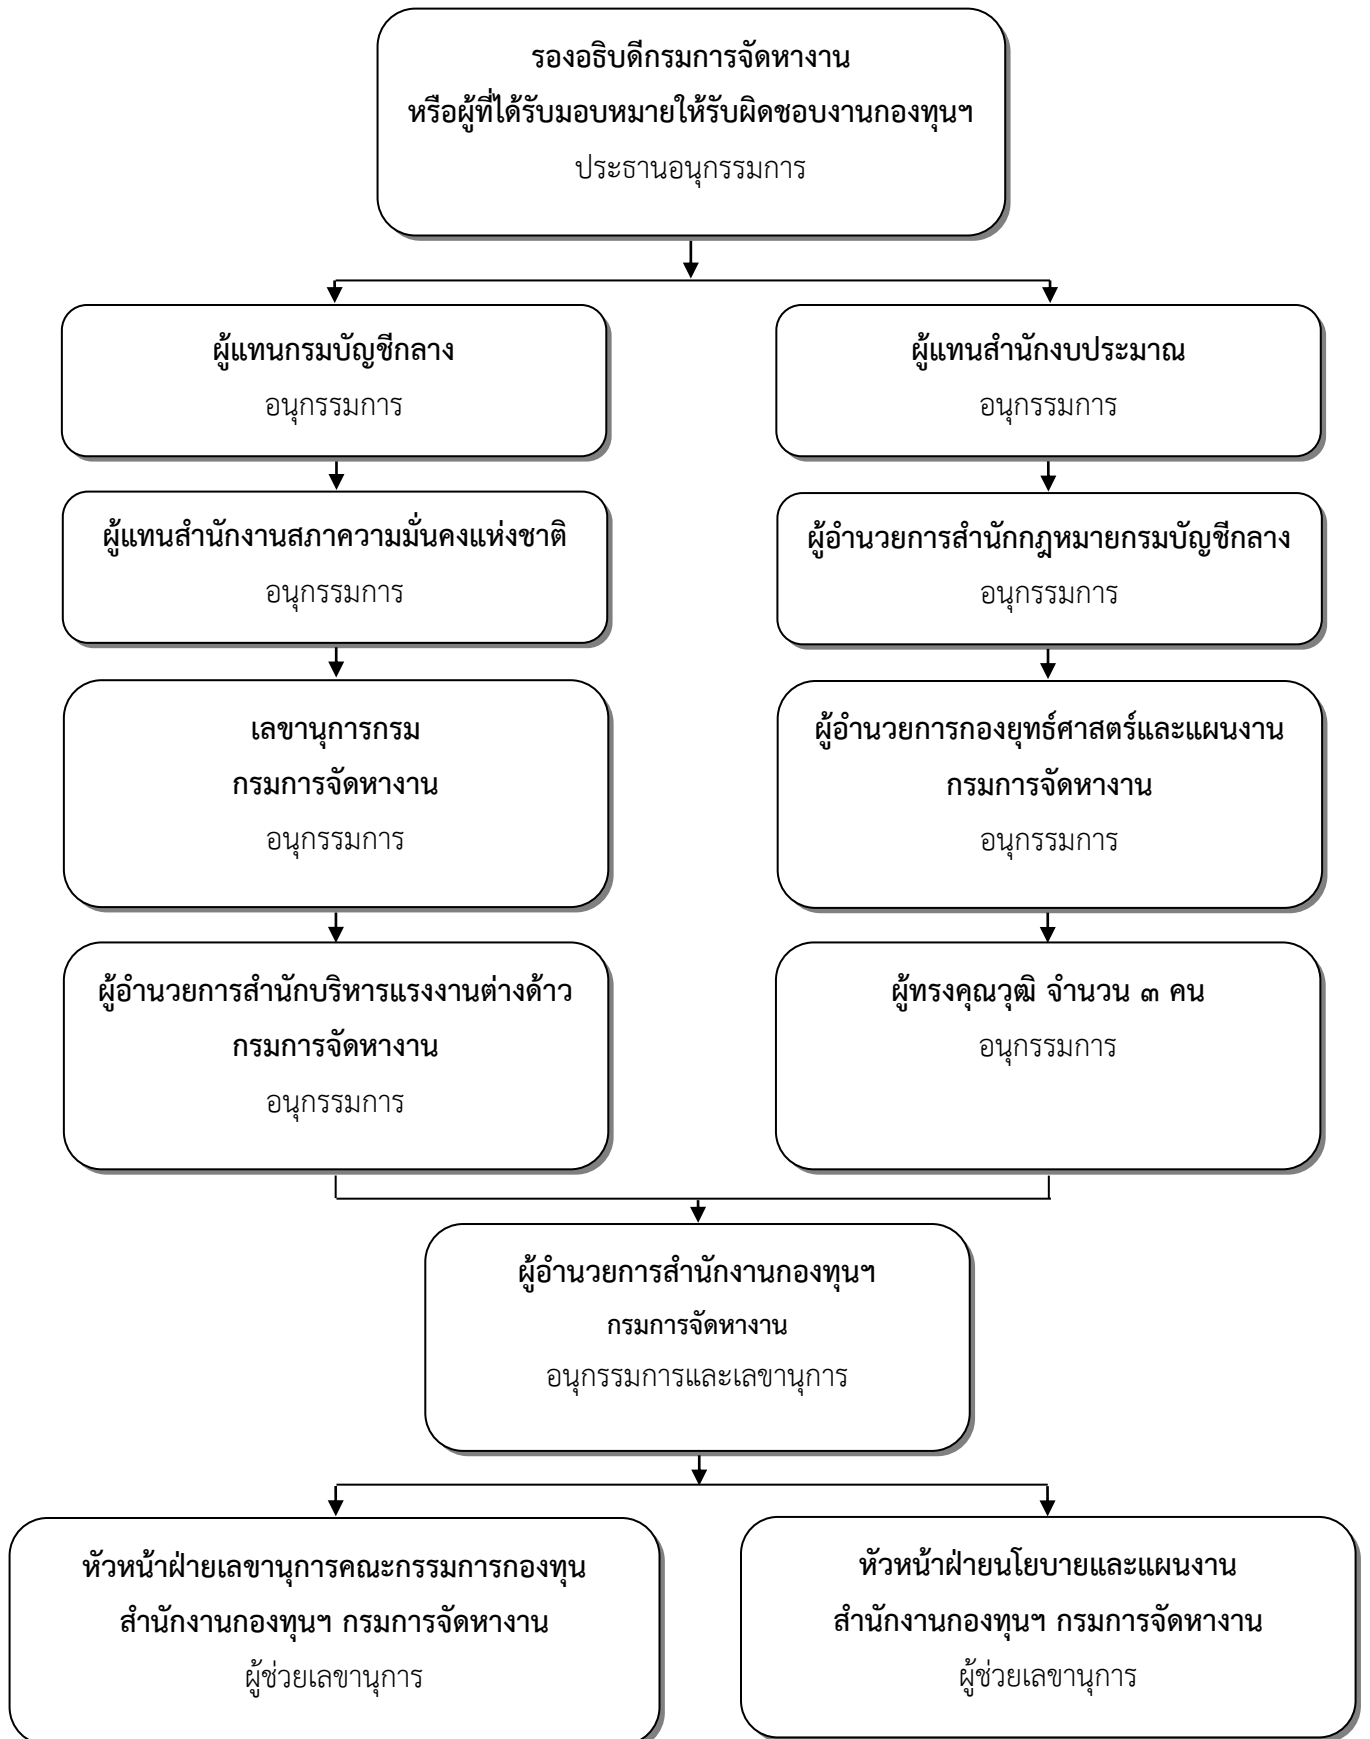 รองอธิบดีกรมการจัดหางาน
หรือผู้ที่ได้รับมอบหมายให้รับผิดชอบงานกองทุนฯ
ประธานอนุกรรมการ
ผู้แทนกรมบัญชีกลาง
อนุกรรมการ
ผู้แทนสำนักงบประมาณ
อนุกรรมการ
ผู้แทนสำนักงานสภาความมั่นคงแห่งชาติ
อนุกรรมการ
ผู้อำนวยการสำนักกฎหมายกรมบัญชีกลาง
อนุกรรมการ
เลขานุการกรม
กรมการจัดหางาน
อนุกรรมการ
ผู้อำนวยการกองยุทธ์ศาสตร์และแผนงาน
กรมการจัดหางาน
อนุกรรมการ
ผู้อำนวยการสำนักบริหารแรงงานต่างด้าว
กรมการจัดหางาน
อนุกรรมการ
ผู้ทรงคุณวุฒิ จำนวน ๓ คน
อนุกรรมการ
ผู้อำนวยการสำนักงานกองทุนฯ
กรมการจัดหางาน
อนุกรรมการและเลขานุการ
หัวหน้าฝ่ายเลขานุการคณะกรรมการกองทุน
สำนักงานกองทุนฯ กรมการจัดหางาน
ผู้ช่วยเลขานุการ
หัวหน้าฝ่ายนโยบายและแผนงาน
สำนักงานกองทุนฯ กรมการจัดหางาน
ผู้ช่วยเลขานุการ